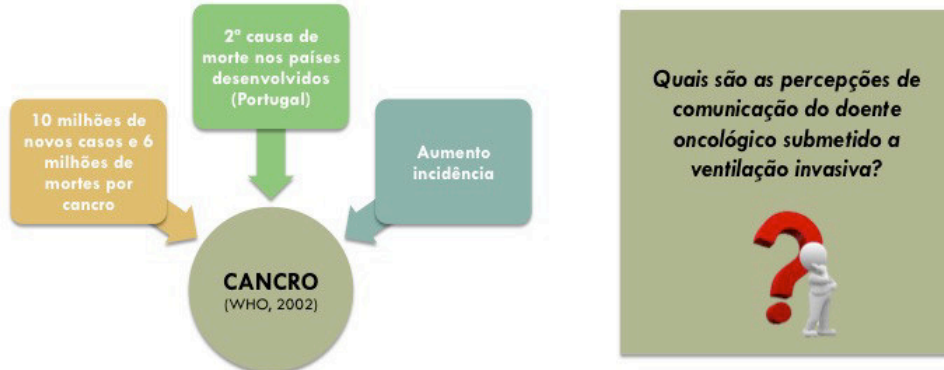 2ª causa de
morte nos países
desenvolvidos
(Portugal)
10 milhões de
novos casos e 6
milhões de
mortes por
cancro
Aumento
incidência
CANCRO
(WHO, 2002)
Quais são as percepções de
comunicação do doente
oncológico submetido a
ventilação invasiva?